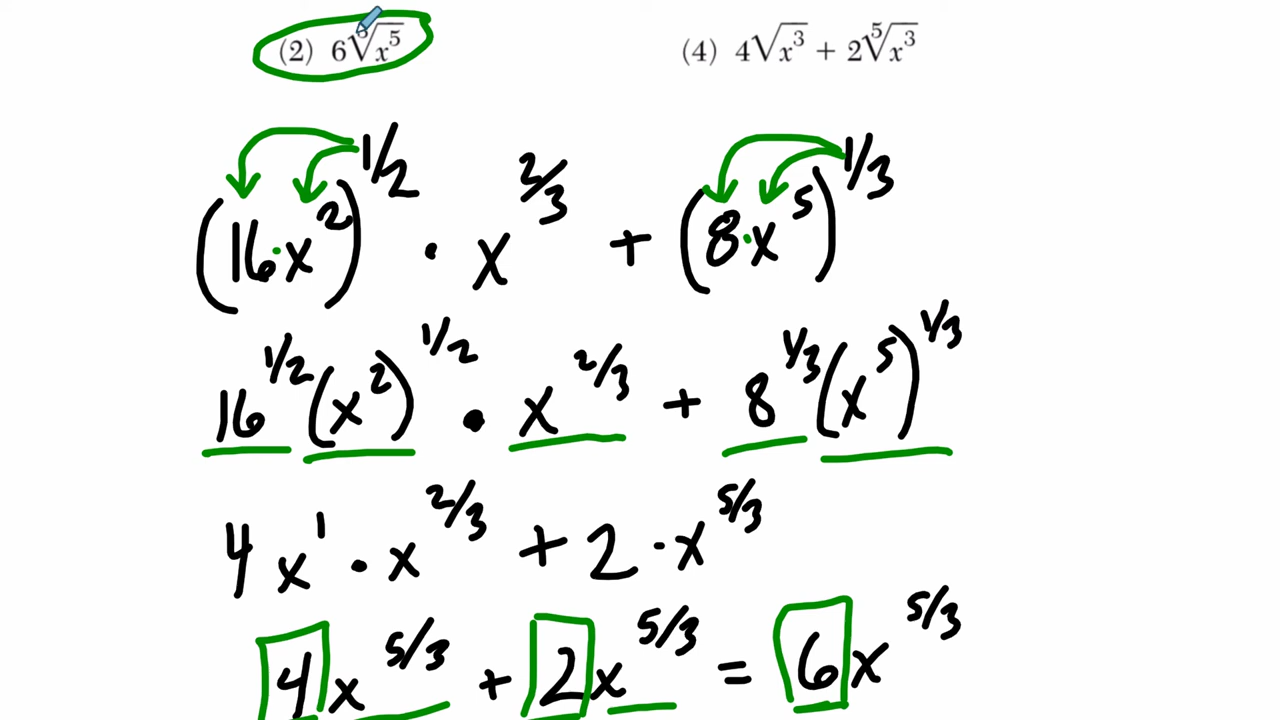 (2) 6∛x⁵ (4) 4√x³ + 2⁵√x³
(16·x²)^1/2 · x^2/3 + (8·x⁵)^1/3
16^1/2 (x²)^1/2 · x^2/3 + 8^1/3 (x⁵)^1/3
4x¹ · x^2/3 + 2 · x^5/3
4x^5/3 + 2x^5/3 = 6x^5/3